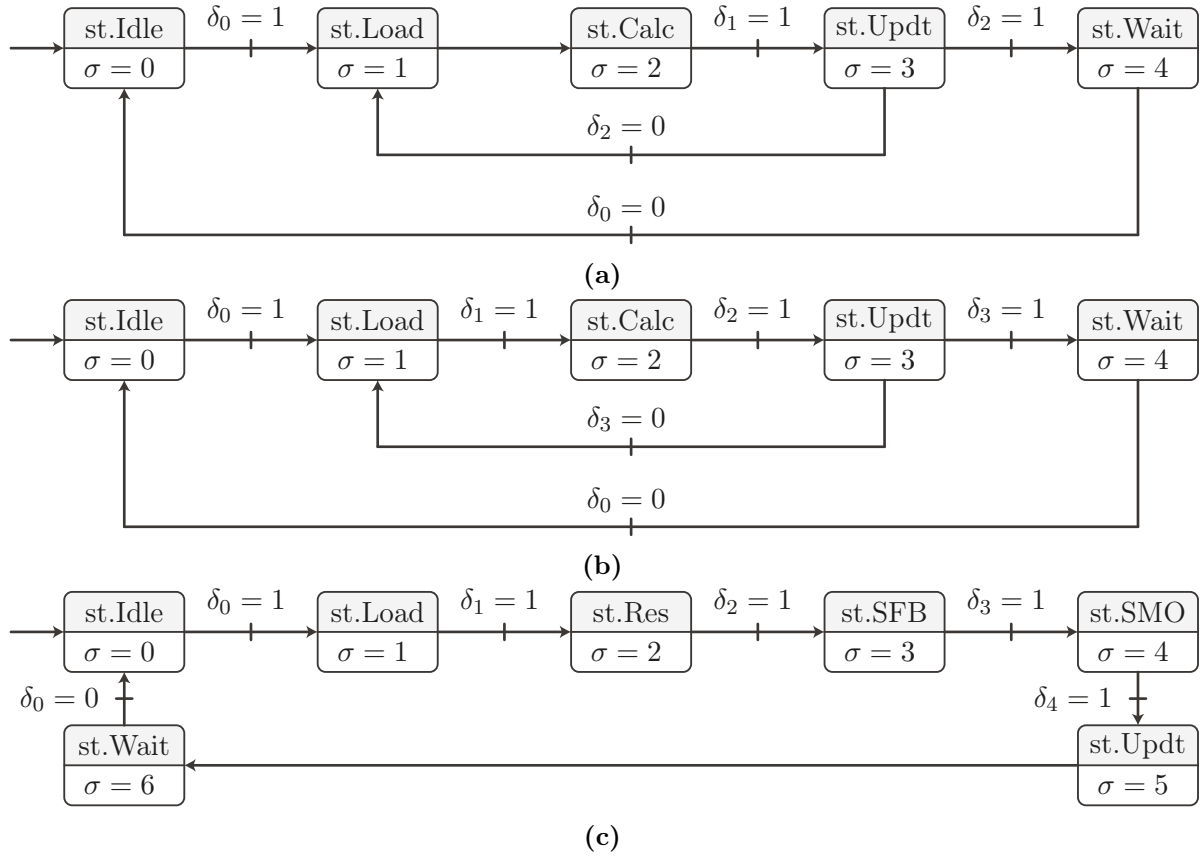 st.Idle δ₀ = 1 st.Load st.Calc δ₁ = 1 st.Updt δ₂ = 1 st.Wait
σ = 0 σ = 1 σ = 2 σ = 3 σ = 4
δ₂ = 0
δ₀ = 0
(a)
st.Idle δ₀ = 1 st.Load δ₁ = 1 st.Calc δ₂ = 1 st.Updt δ₃ = 1 st.Wait
σ = 0 σ = 1 σ = 2 σ = 3 σ = 4
δ₃ = 0
δ₀ = 0
(b)
st.Idle δ₀ = 1 st.Load δ₁ = 1 st.Res δ₂ = 1 st.SFB δ₃ = 1 st.SMO
σ = 0 σ = 1 σ = 2 σ = 3 σ = 4
δ₀ = 0 δ₄ = 1
st.Wait st.Updt
σ = 6 σ = 5
(c)